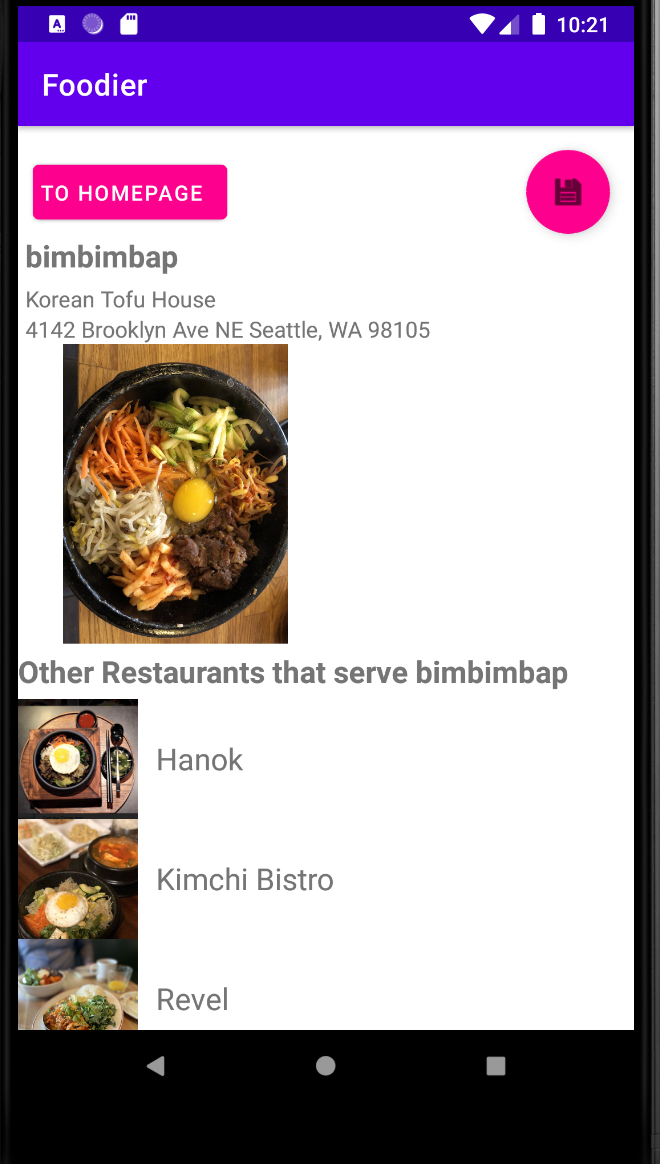 10:21
Foodier
TO HOMEPAGE
bimbimbap
Korean Tofu House
4142 Brooklyn Ave NE Seattle, WA 98105
Other Restaurants that serve bimbimbap
Hanok
Kimchi Bistro
Revel